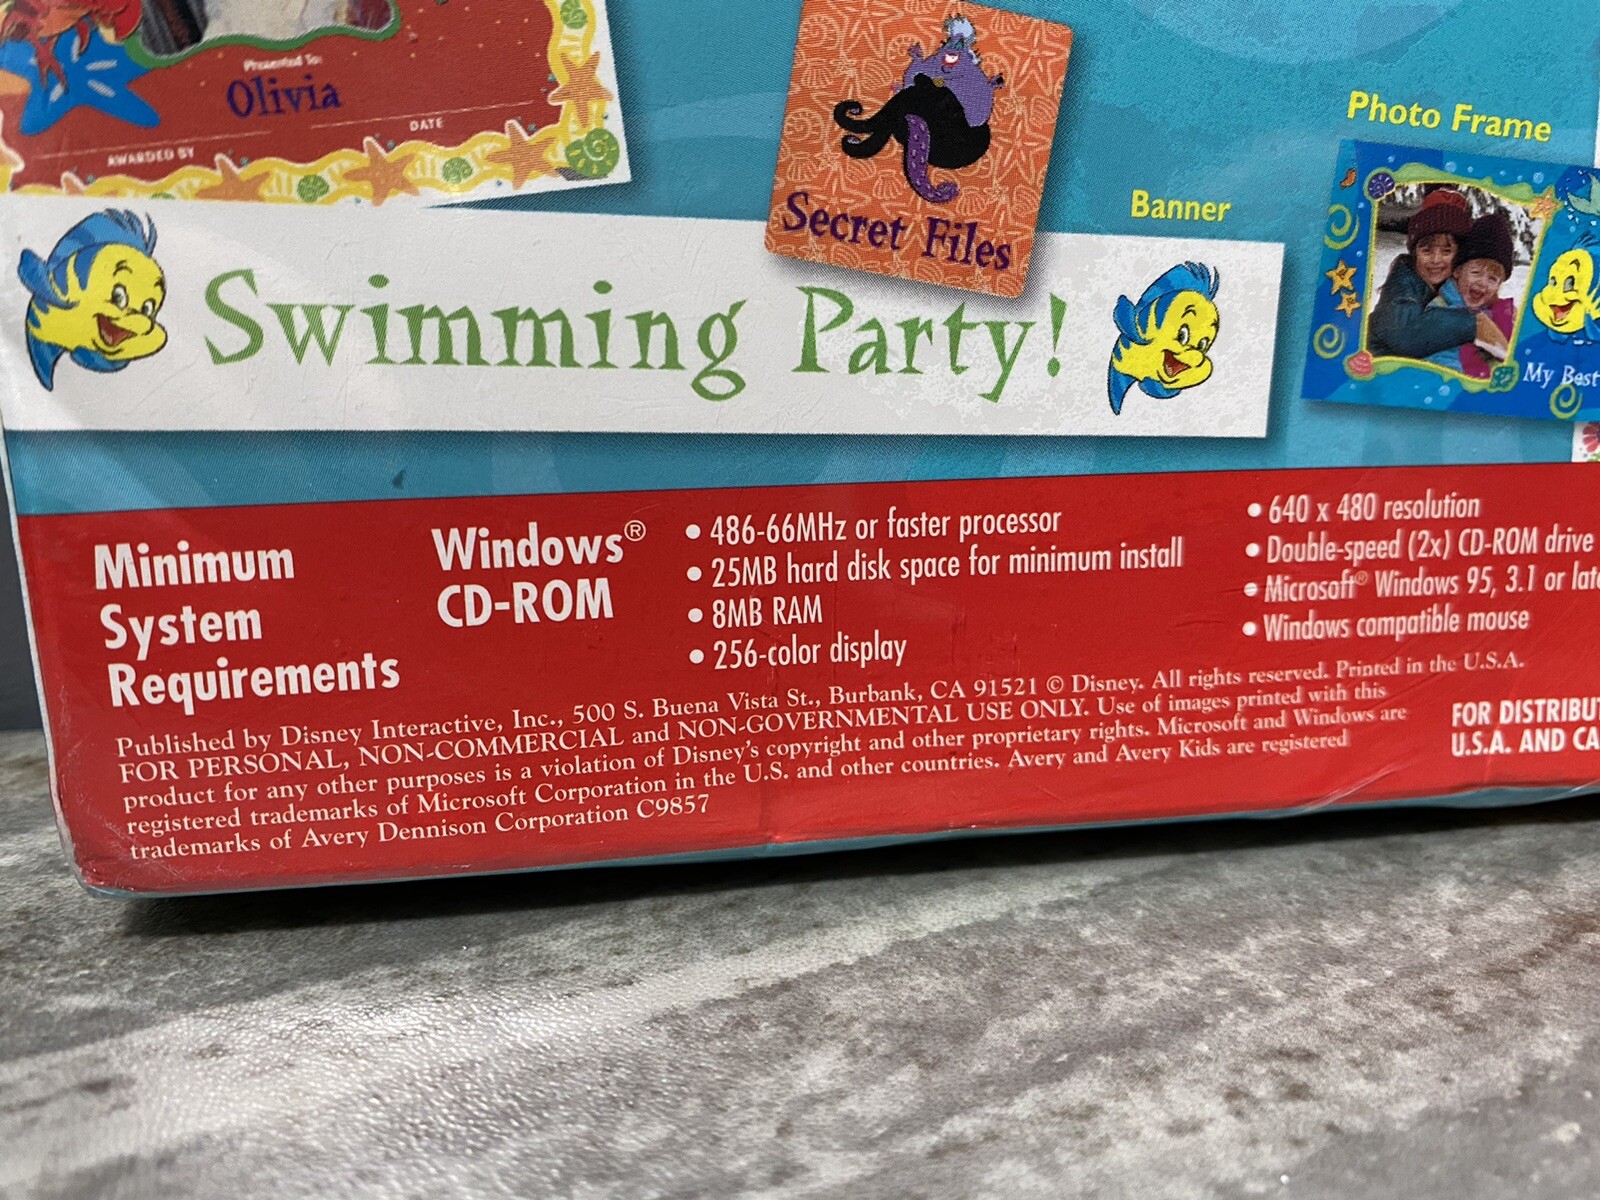 Presented To:
Olivia
AWARDED BY
DATE
Secret Files
Photo Frame
Banner
My Best
Swimming Party!
Minimum
System
Requirements
Windows®
CD-ROM
• 486-66MHz or faster processor
• 25MB hard disk space for minimum install
• 8MB RAM
• 256-color display
• 640 x 480 resolution
• Double-speed (2x) CD-ROM drive
• Microsoft® Windows 95, 3.1 or
• Windows compatible mouse
Published by Disney Interactive, Inc., 500 S. Buena Vista St., Burbank, CA 91521 © Disney. All rights reserved. Printed in the U.S.A.
FOR PERSONAL, NON-COMMERCIAL and NON-GOVERNMENTAL USE ONLY. Use of images printed with this
product for any other purposes is a violation of Disney's copyright and other proprietary rights. Microsoft and Windows are
registered trademarks of Microsoft Corporation in the U.S. and other countries. Avery and Avery Kids are registered
trademarks of Avery Dennison Corporation C9857
FOR
U.S.A. AND